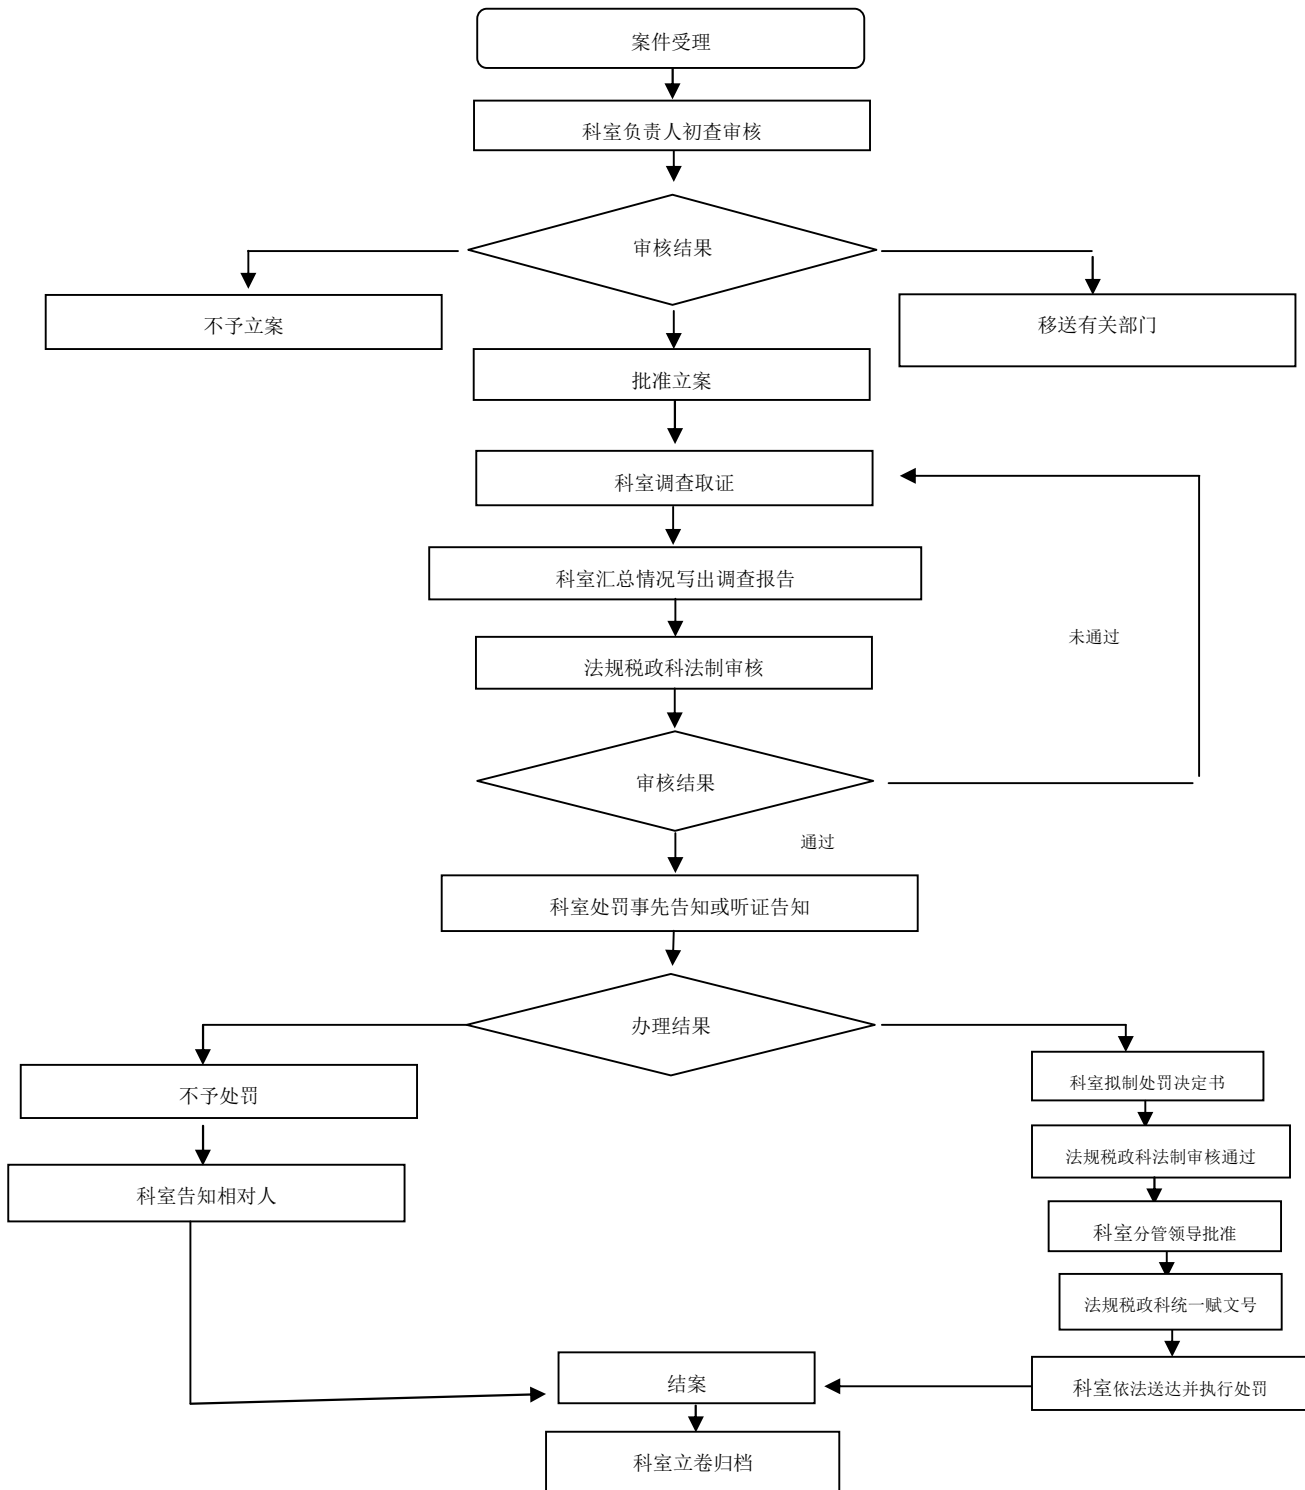 案件受理
科室负责人初查审核
审核结果
不予立案
移送有关部门
批准立案
科室调查取证
科室汇总情况写出调查报告
未通过
法规税政科法制审核
审核结果
通过
科室处罚事先告知或听证告知
办理结果
不予处罚
科室拟制处罚决定书
法规税政科法制审核通过
科室告知相对人
科室分管领导批准
法规税政科统一赋文号
结案
科室依法送达并执行处罚
科室立卷归档